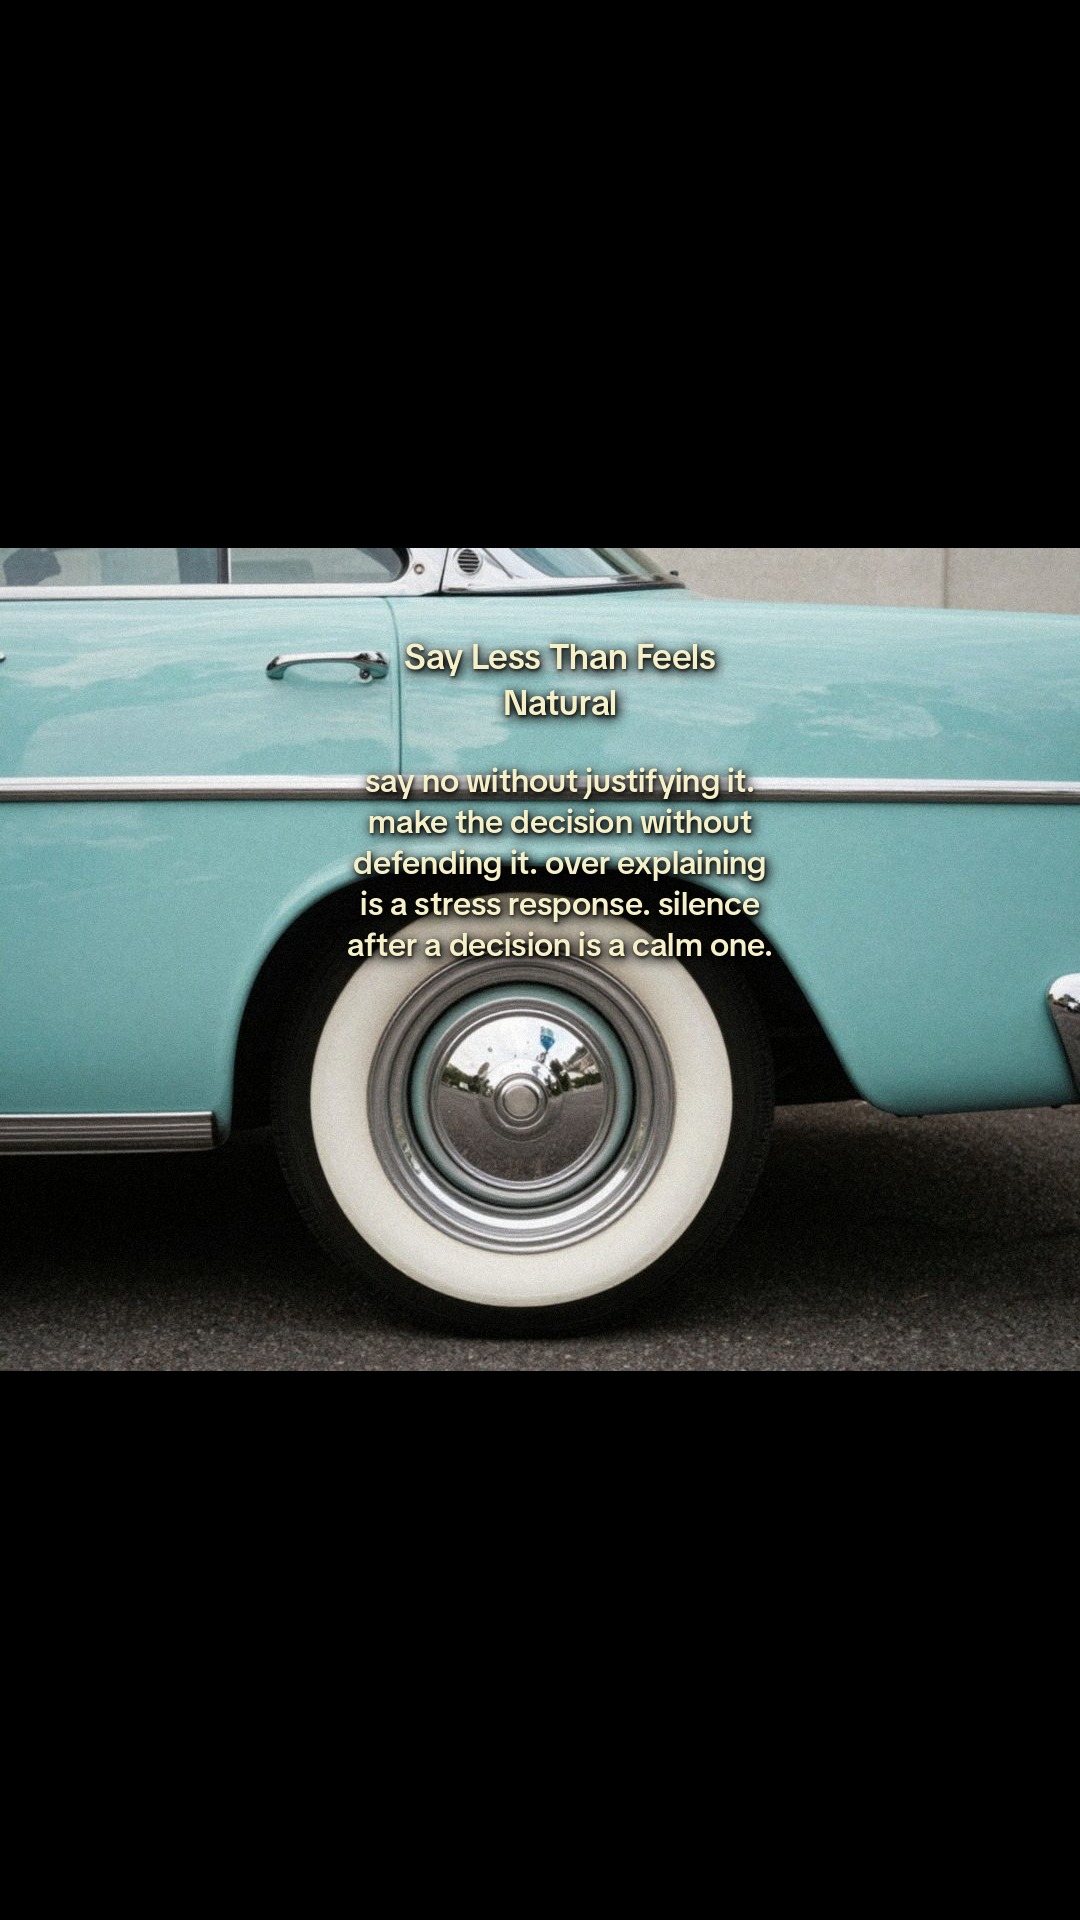 Say Less Than Feels
Natural
say no without justifying it.
make the decision without
defending it. over explaining
is a stress response. silence
after a decision is a calm one.